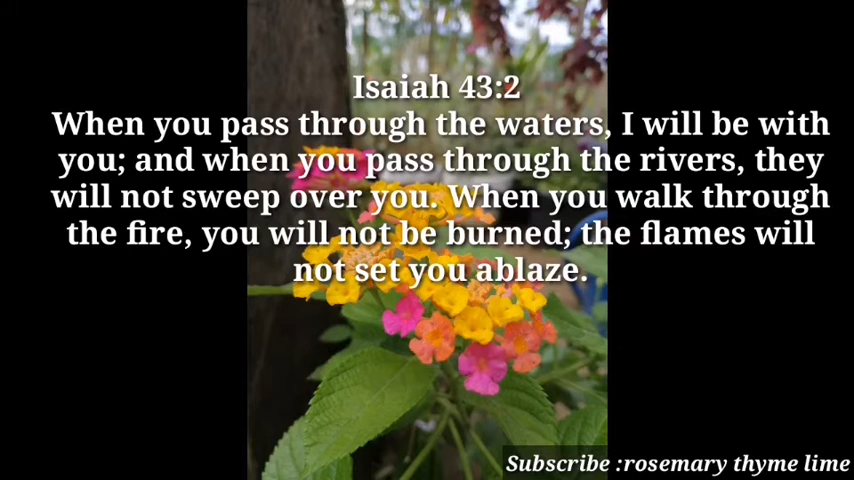 Isaiah 43:2
When you pass through the waters, I will be with
you; and when you pass through the rivers, they
will not sweep over you. When you walk through
the fire, you will not be burned; the flames will
not set you ablaze.
Subscribe :rosemary thyme lime